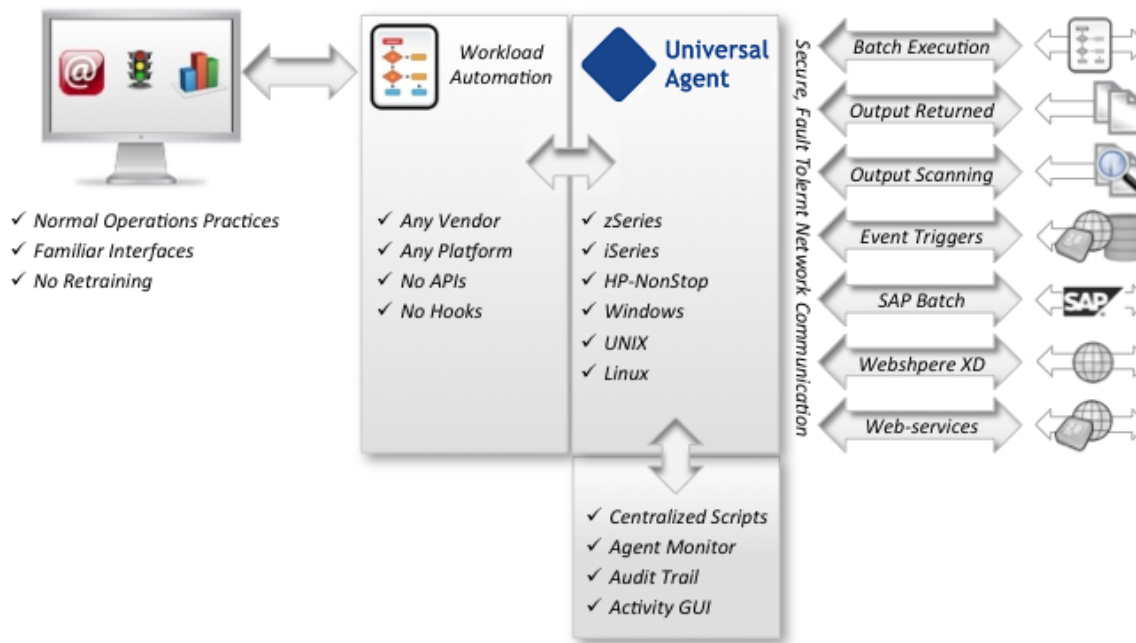 Workload
Automation
Universal
Agent
Normal Operations Practices
Familiar Interfaces
No Retraining
Any Vendor
Any Platform
No APIs
No Hooks
zSeries
iSeries
HP-NonStop
Windows
UNIX
Linux
Centralized Scripts
Agent Monitor
Audit Trail
Activity GUI
Secure, Fault Tolernt Network Communication
Batch Execution
Output Returned
Output Scanning
Event Triggers
SAP Batch
Webshpere XD
Web-services
@
SAP